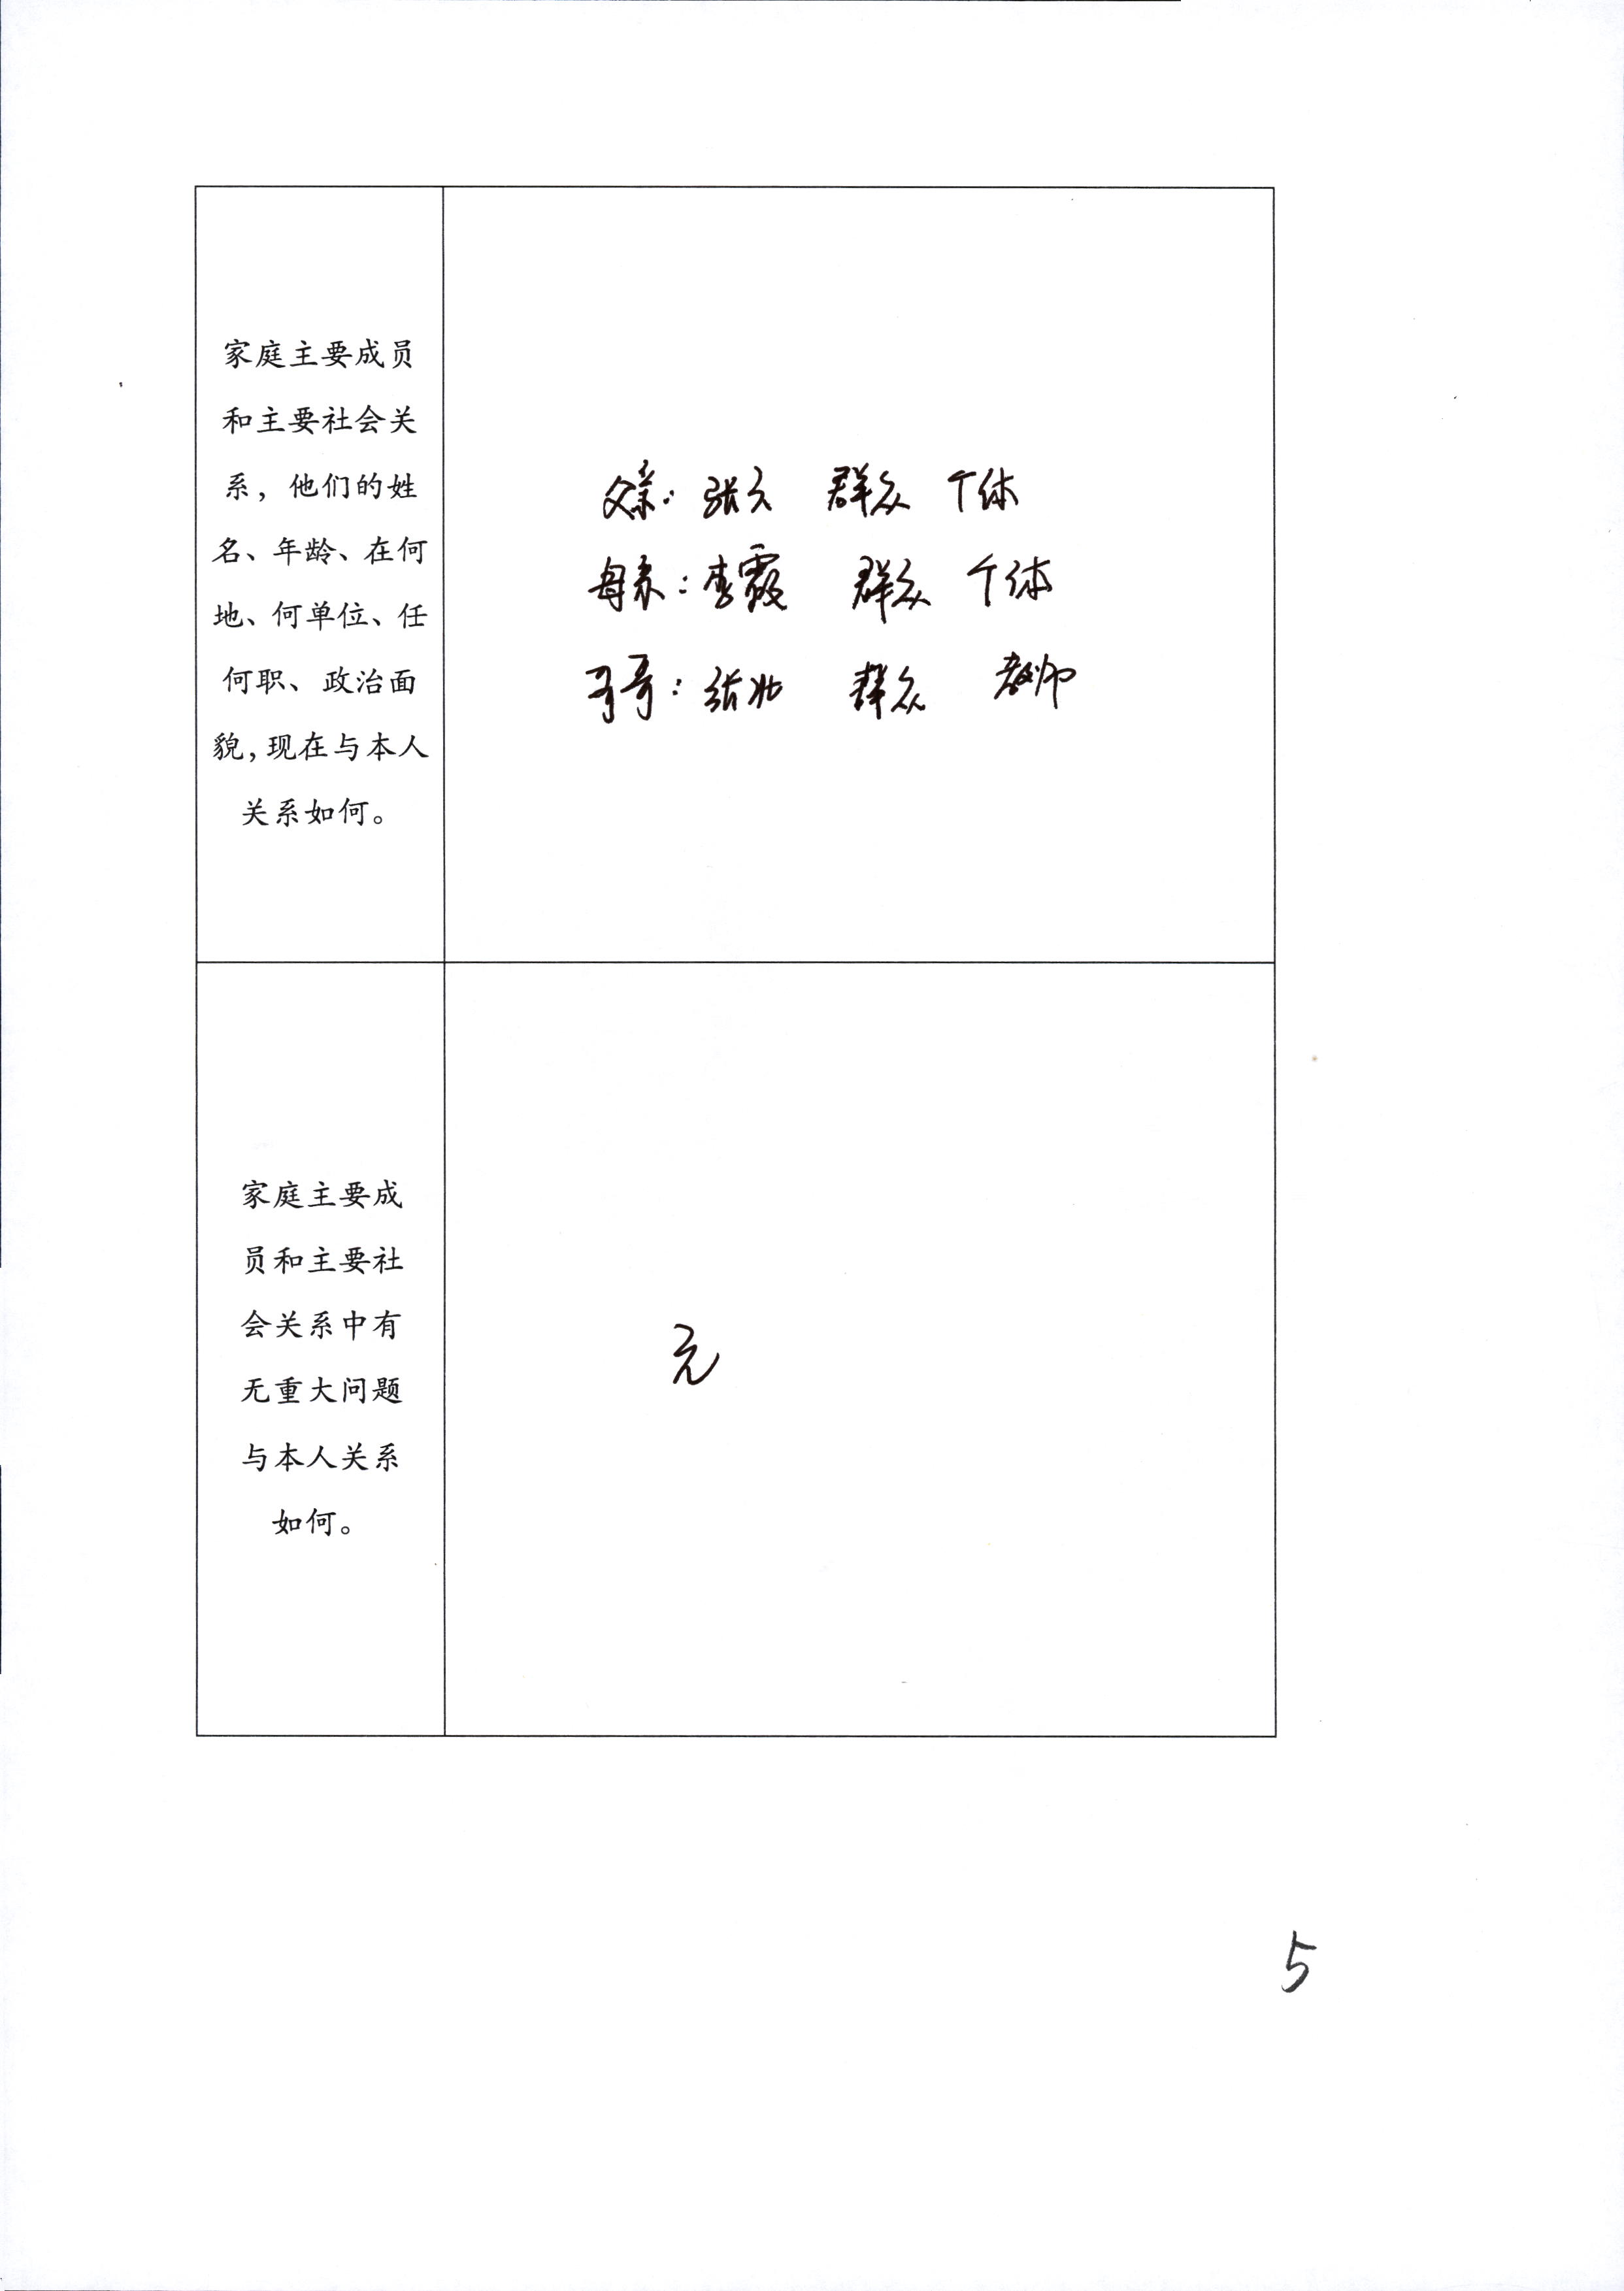 家庭主要成员
和主要社会关
系，他们的姓
名、年龄、在何
地、何单位、任
何职、政治面
貌，现在与本人
关系如何。
父亲：张 群众 个体
母亲：李霞 群众 个体
哥哥：张壮 群众 教师
家庭主要成
员和主要社
会关系中有
无重大问题
与本人关系
如何。
无
5